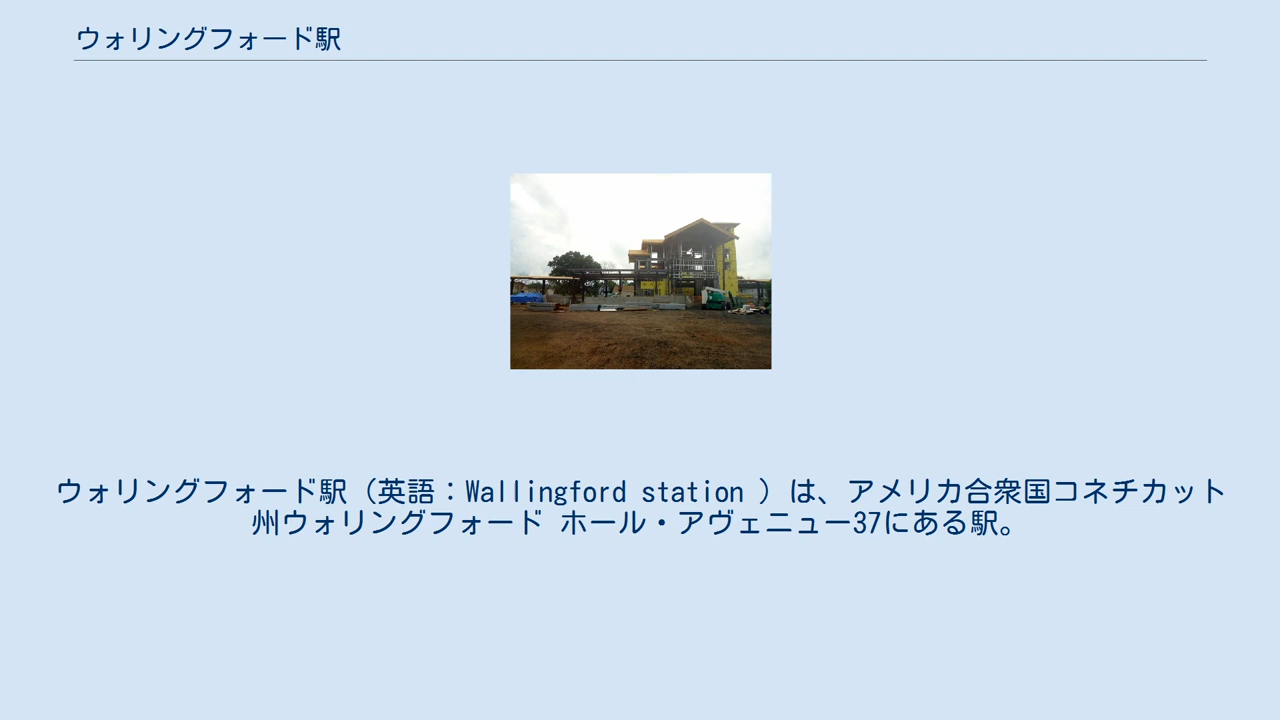 ウォリングフォード駅
ウォリングフォード駅（英語：Wallingford station ）は、アメリカ合衆国コネチカット
州ウォリングフォード ホール・アヴェニュー37にある駅。